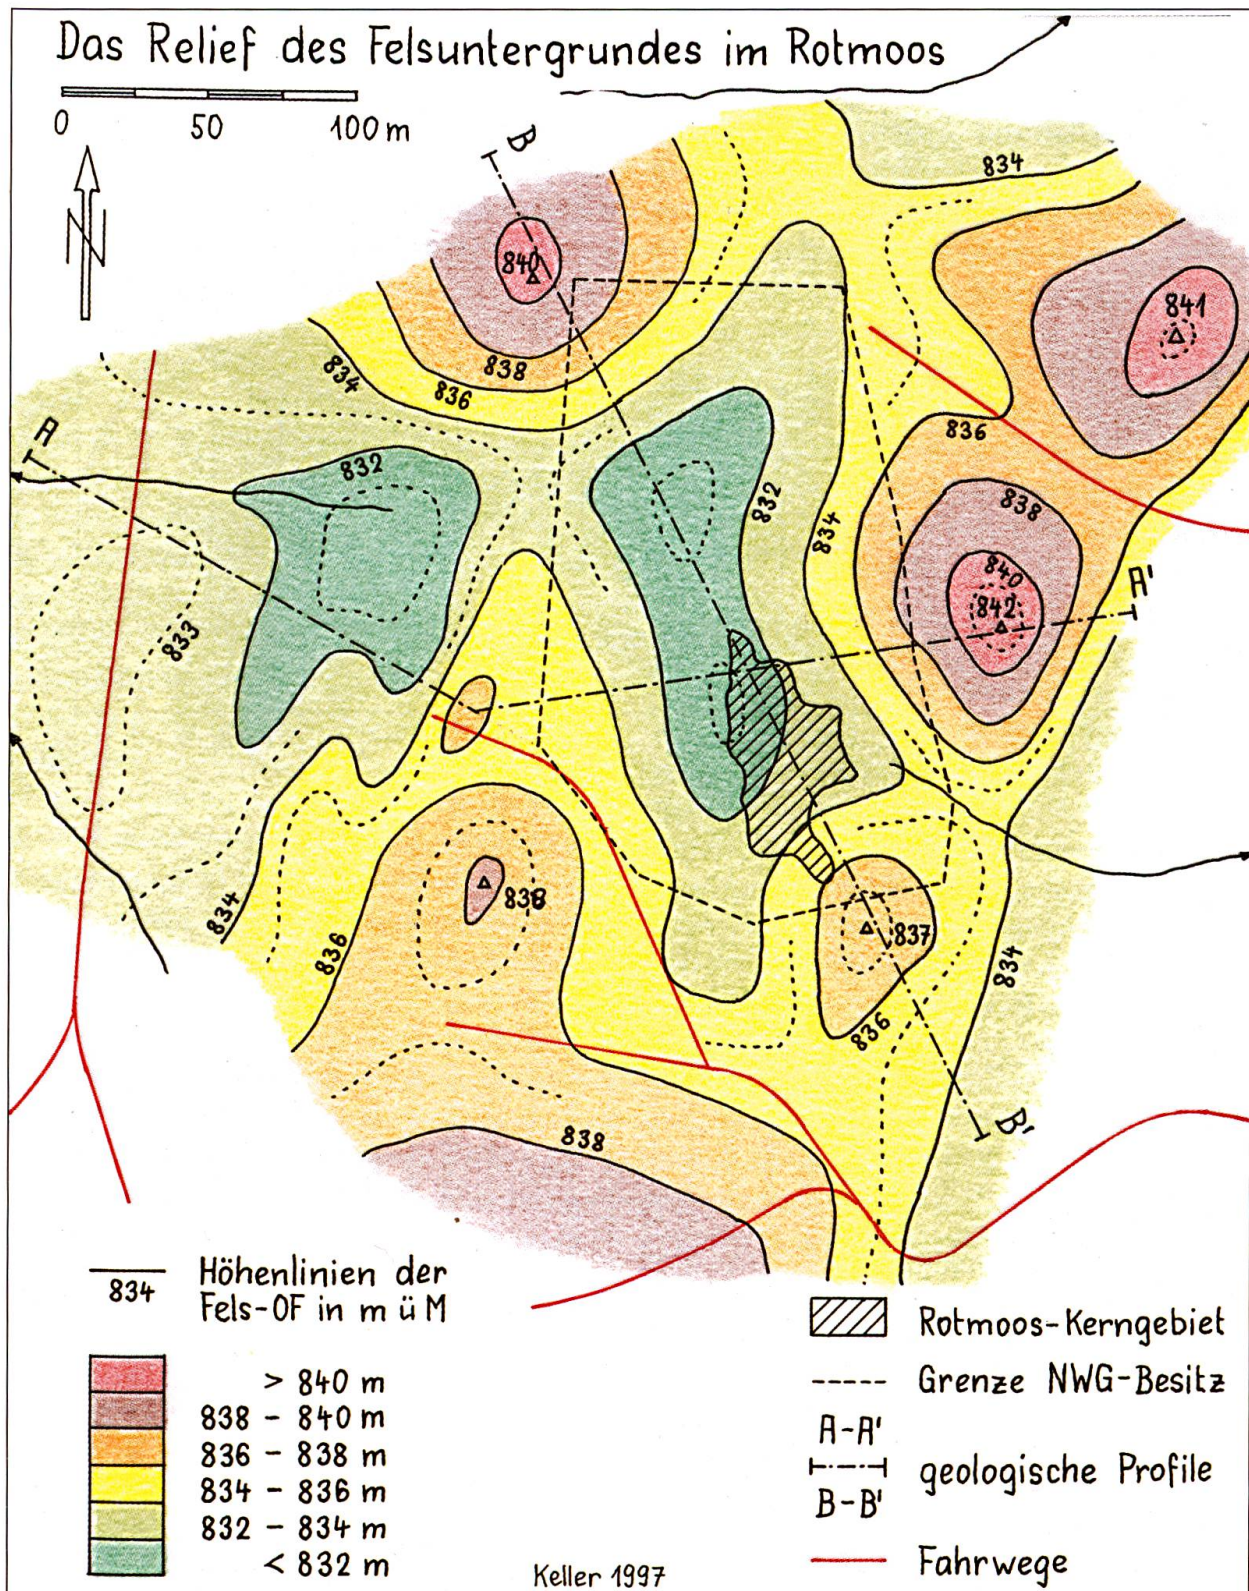 Das Relief des Felsuntergrundes im Rotmoos
0 50 100 m
N
B
834
840
841
838
834
836
836
A
832
832
834
838
840
842
A'
833
838
837
834
836
834
836
B'
838
834
Höhenlinien der
Fels-OF in m ü M
> 840 m
838 - 840 m
836 - 838 m
834 - 836 m
832 - 834 m
< 832 m
Rotmoos-Kerngebiet
Grenze NWG-Besitz
A-A'
geologische Profile
B-B'
Fahrwege
Keller 1997